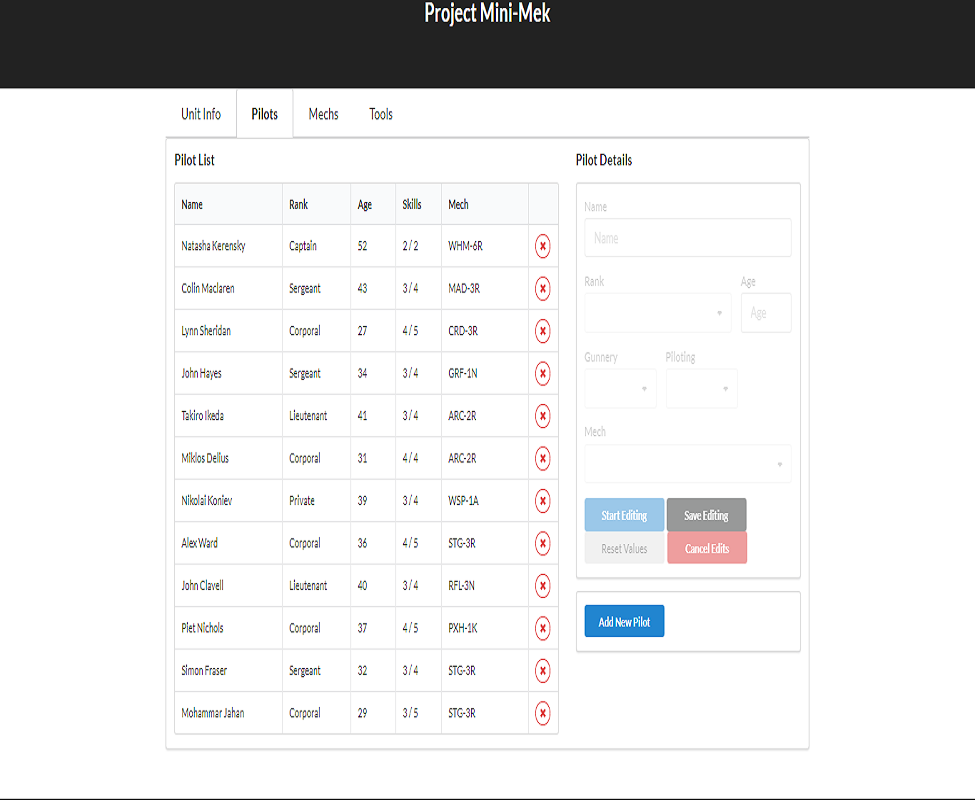 Project Mini-Mek
Unit Info Pilots Mechs Tools
Pilot List
Name Rank Age Skills Mech
Natasha Kerensky Captain 52 2 / 2 WHM-6R
Colin Maclaren Sergeant 43 3 / 4 MAD-3R
Lynn Sheridan Corporal 27 4 / 5 CRD-3R
John Hayes Sergeant 34 3 / 4 GRF-1N
Takiro Ikeda Lieutenant 41 3 / 4 ARC-2R
Miklos Delius Corporal 31 4 / 4 ARC-2R
Nikolai Koniev Private 39 3 / 4 WSP-1A
Alex Ward Corporal 36 4 / 5 STG-3R
John Clavell Lieutenant 40 3 / 4 RFL-3N
Piet Nichols Corporal 37 4 / 5 PXH-1K
Simon Fraser Sergeant 32 3 / 4 STG-3R
Mohammar Jahan Corporal 29 3 / 5 STG-3R
Pilot Details
Name
Name
Rank Age
Age
Gunnery Piloting
Mech
Start Editing Save Editing
Reset Values Cancel Edits
Add New Pilot